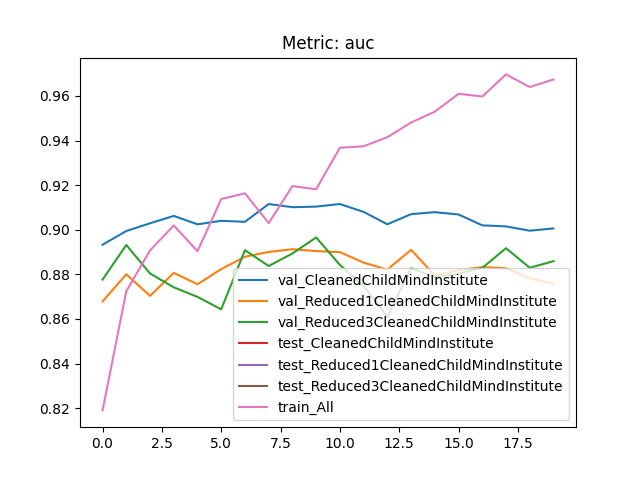 Metric: auc
0.96
0.94
0.92
0.90
0.88
0.86
0.84
0.82
val_CleanedChildMindInstitute
val_Reduced1CleanedChildMindInstitute
val_Reduced3CleanedChildMindInstitute
test_CleanedChildMindInstitute
test_Reduced1CleanedChildMindInstitute
test_Reduced3CleanedChildMindInstitute
train_All
0.0 2.5 5.0 7.5 10.0 12.5 15.0 17.5